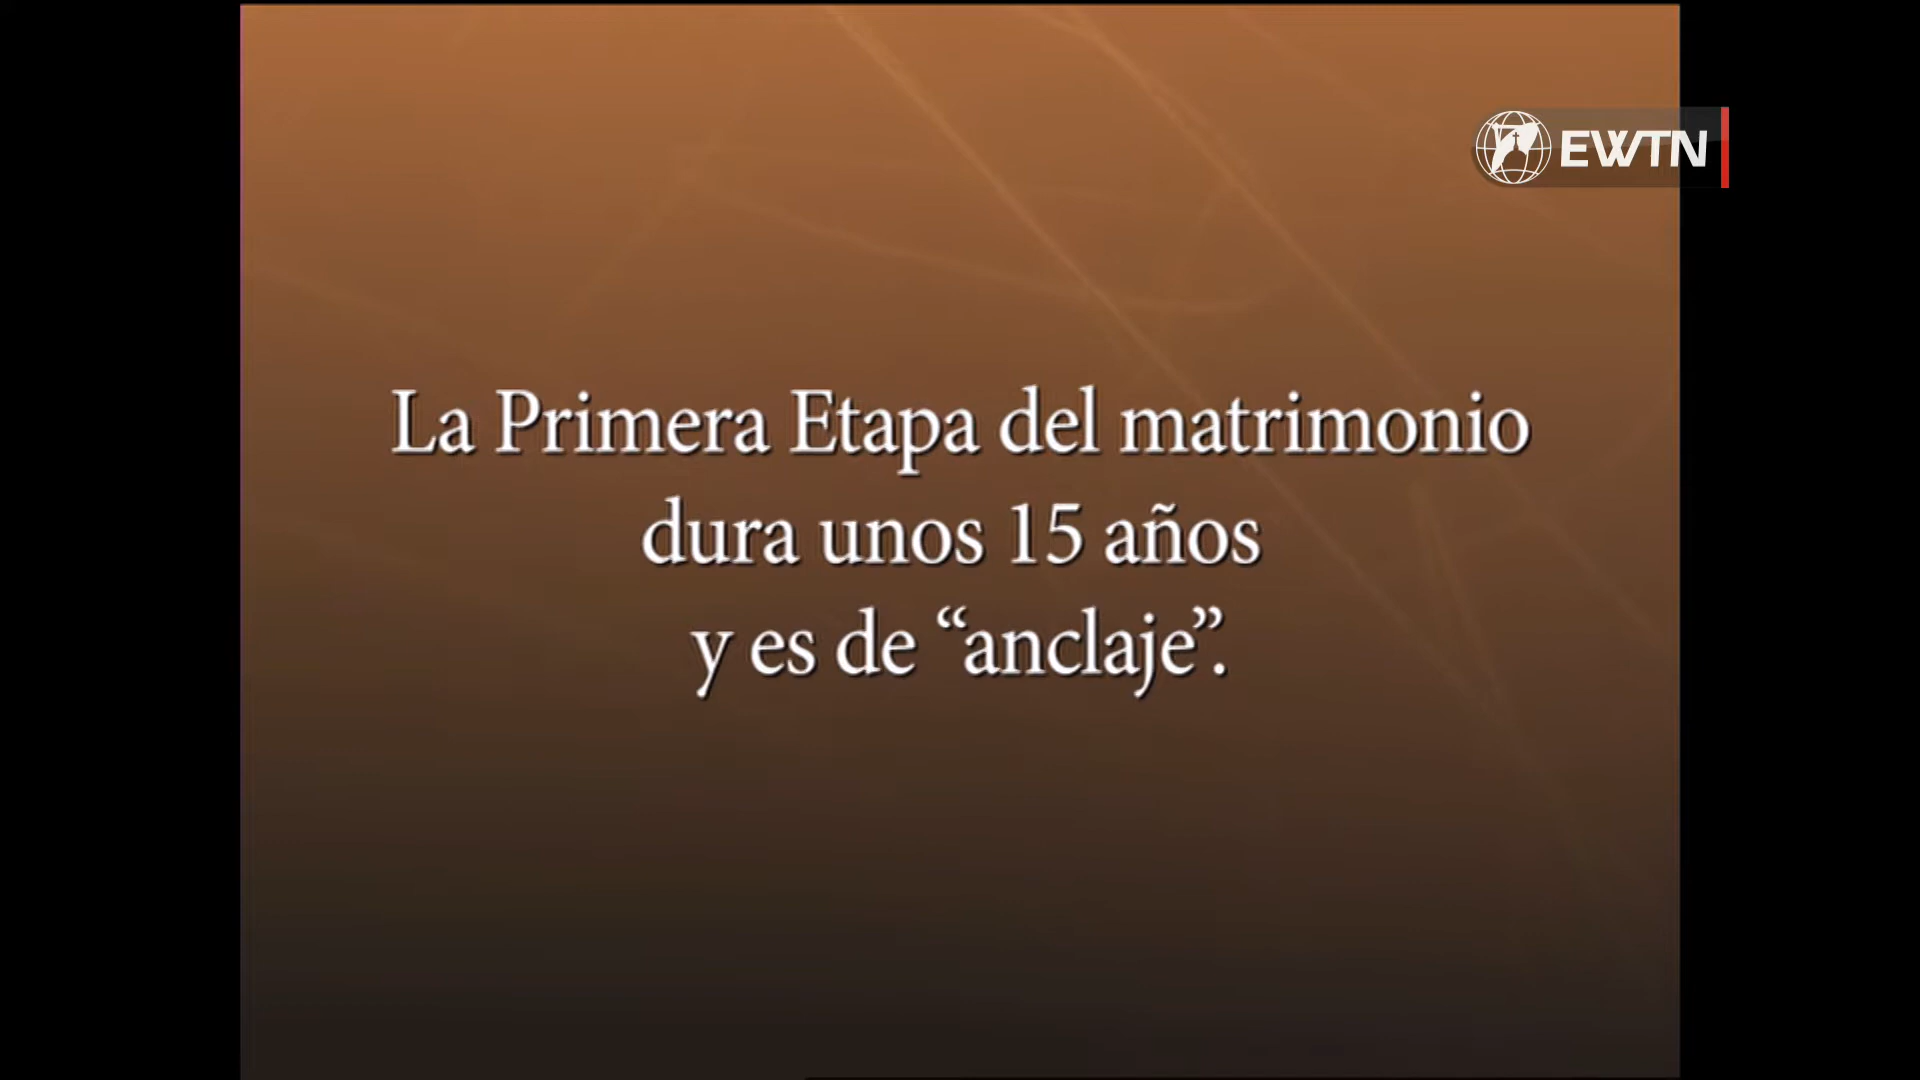 EWTN
La Primera Etapa del matrimonio
dura unos 15 años
y es de “anclaje”.